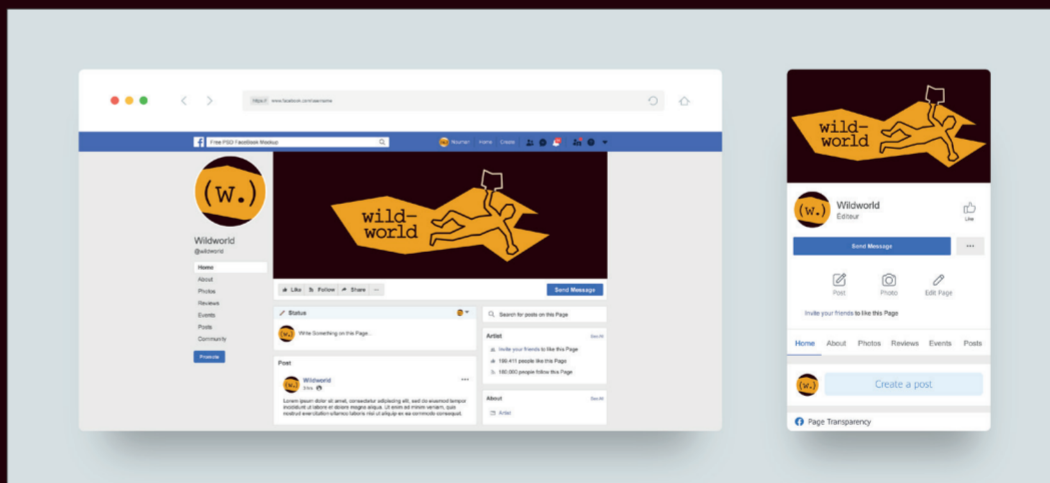 https://
www.facebook.com/username
Free PSD Facebook Mockup
Home
Create
(w.)
wild-
world
Wildworld
@wildworld
Home
About
Photos
Reviews
Events
Posts
Community
Promote
Like
Follow
Share
Send Message
Status
Write Something on this Page..
Post
Wildworld
Lorem ipsum dolor sit amet, consectetur adipiscing elit, sed do eiusmod tempor
incididunt ut labore et dolore magna aliqua. Ut enim ad minim veniam, quis
nostrud exercitation ullamco laboris nisi ut aliquip ex ea commodo consequat.
Search for posts on this Page
Artist
See All
Invite your friends to like this Page
people like this Page
people follow this Page
About
See All
Artist
wild-
world
(w.)
Wildworld
Éditeur
Like
Send Message
Post
Photo
Edit Page
Invite your friends to like this Page
Home
About
Photos
Reviews
Events
Posts
(w.)
Create a post
Page Transparency